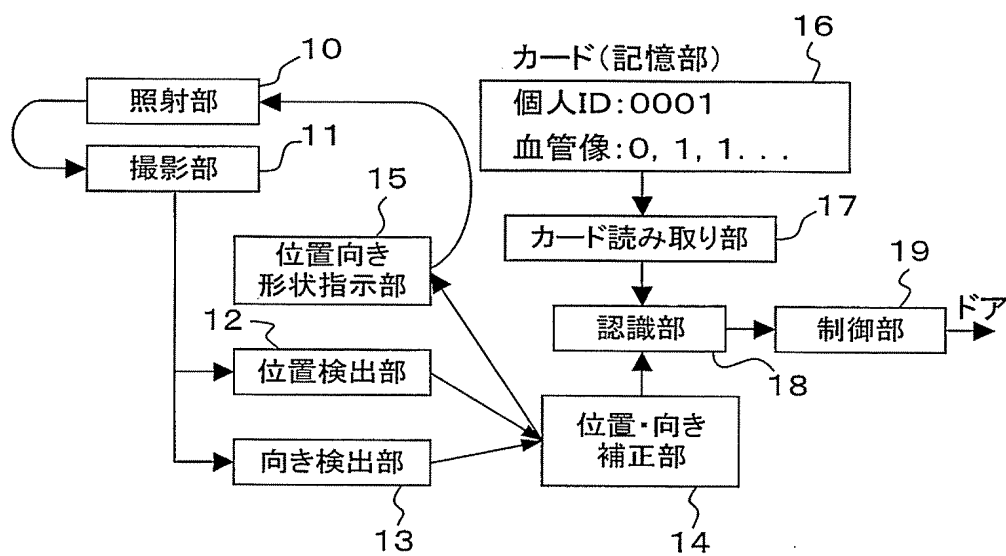 10
照射部
11
撮影部
15
位置向き
形状指示部
12
位置検出部
向き検出部
13
16
カード(記憶部)
個人ID:0001
血管像:0, 1, 1. . .
17
カード読み取り部
認識部
18
19
制御部
ドア
位置・向き
補正部
14